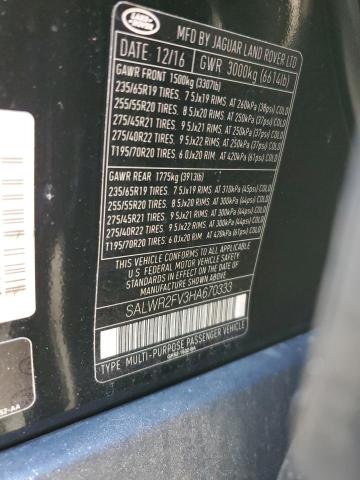 LAND ROVER
MFD BY JAGUAR LAND ROVER LTD
DATE 12/16 GWR 3000kg (6614lb)
GAWR FRONT 1500kg (3307lb)
235/65R19 TIRES, 7.5Jx19 RIMS, AT 260kPa (38psi) COLD
255/55R20 TIRES, 8.5Jx20 RIMS, AT 250kPa (37psi) COLD
275/45R21 TIRES, 9.5Jx21 RIMS, AT 250kPa (37psi) COLD
275/40R22 TIRES, 9.5Jx22 RIMS, AT 250kPa (37psi) COLD
T195/70R20 TIRES, 6.0Jx20 RIMS, AT 420kPa (61psi) COLD
GAWR REAR 1775kg (3913lb)
235/65R19 TIRES, 7.5Jx19 RIMS, AT 310kPa (45psi) COLD
255/55R20 TIRES, 8.5Jx20 RIMS, AT 300kPa (44psi) COLD
275/45R21 TIRES, 9.5Jx21 RIMS, AT 300kPa (44psi) COLD
275/40R22 TIRES, 9.5Jx22 RIMS, AT 300kPa (44psi) COLD
T195/70R20 TIRES, 6.0Jx20 RIMS, AT 420kPa (61psi) COLD
THIS VEHICLE CONFORMS TO ALL APPLICABLE
U.S. FEDERAL MOTOR VEHICLE SAFETY
STANDARDS IN EFFECT ON THE DATE OF
MANUFACTURE SHOWN ABOVE
SALWR2FV3HA670333
TYPE: MULTI-PURPOSE PASSENGER VEHICLE